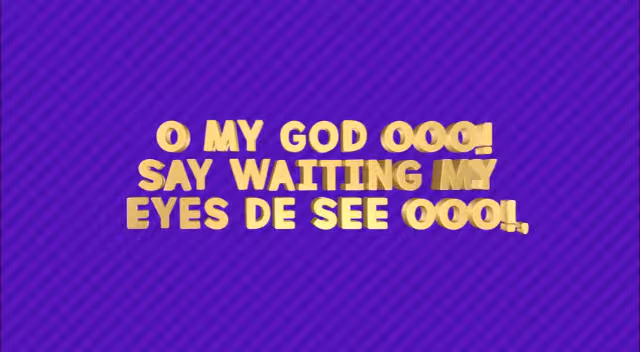 O MY GOD OOO!
SAY WAITING MY
EYES DE SEE OOO!,